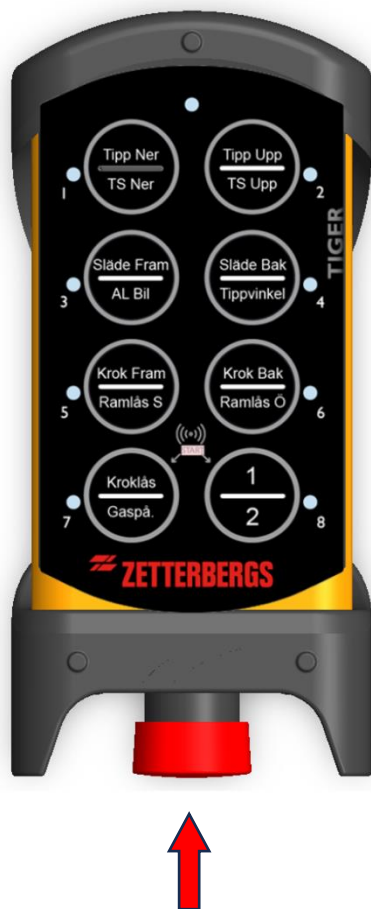 Tipp Ner
TS Ner
Tipp Upp
TS Upp
1
2
TIGER
Släde Fram
AL Bil
Släde Bak
Tippvinkel
3
4
Krok Fram
Ramlås S
Krok Bak
Ramlås Ö
5
6
START
Kroklås
Gaspå.
1
2
7
8
ZETTERBERGS